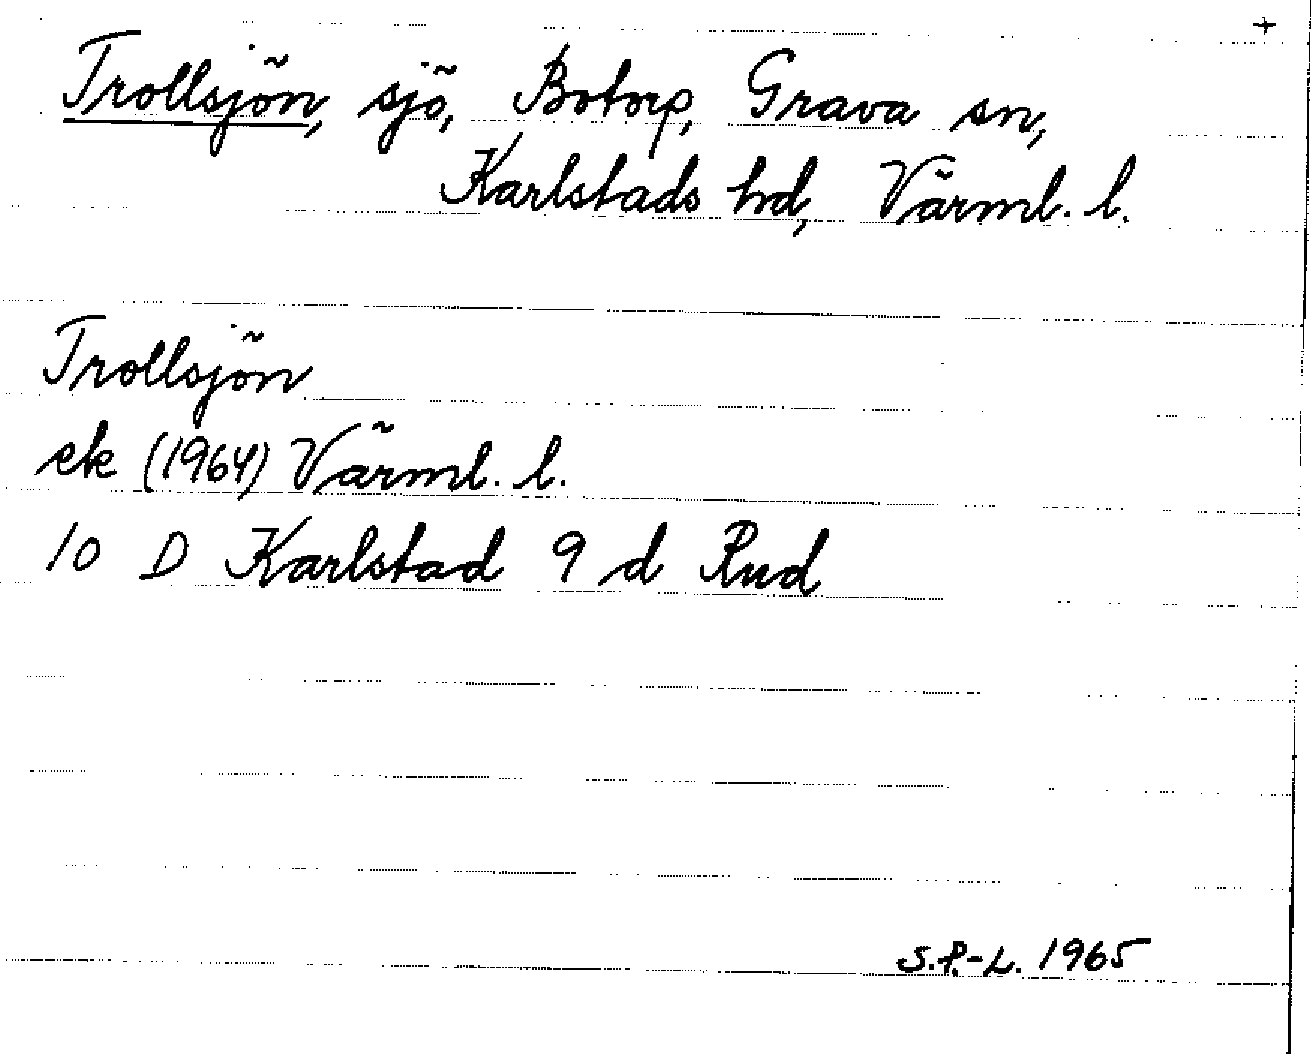 +
Trollsjön, sjö, Botorp, Grava sn,
Karlstads hd, Värml. l.
Trollsjön
ek (1964) Värml. l.
10 D Karlstad 9 d Rud
S.P.-L. 1965